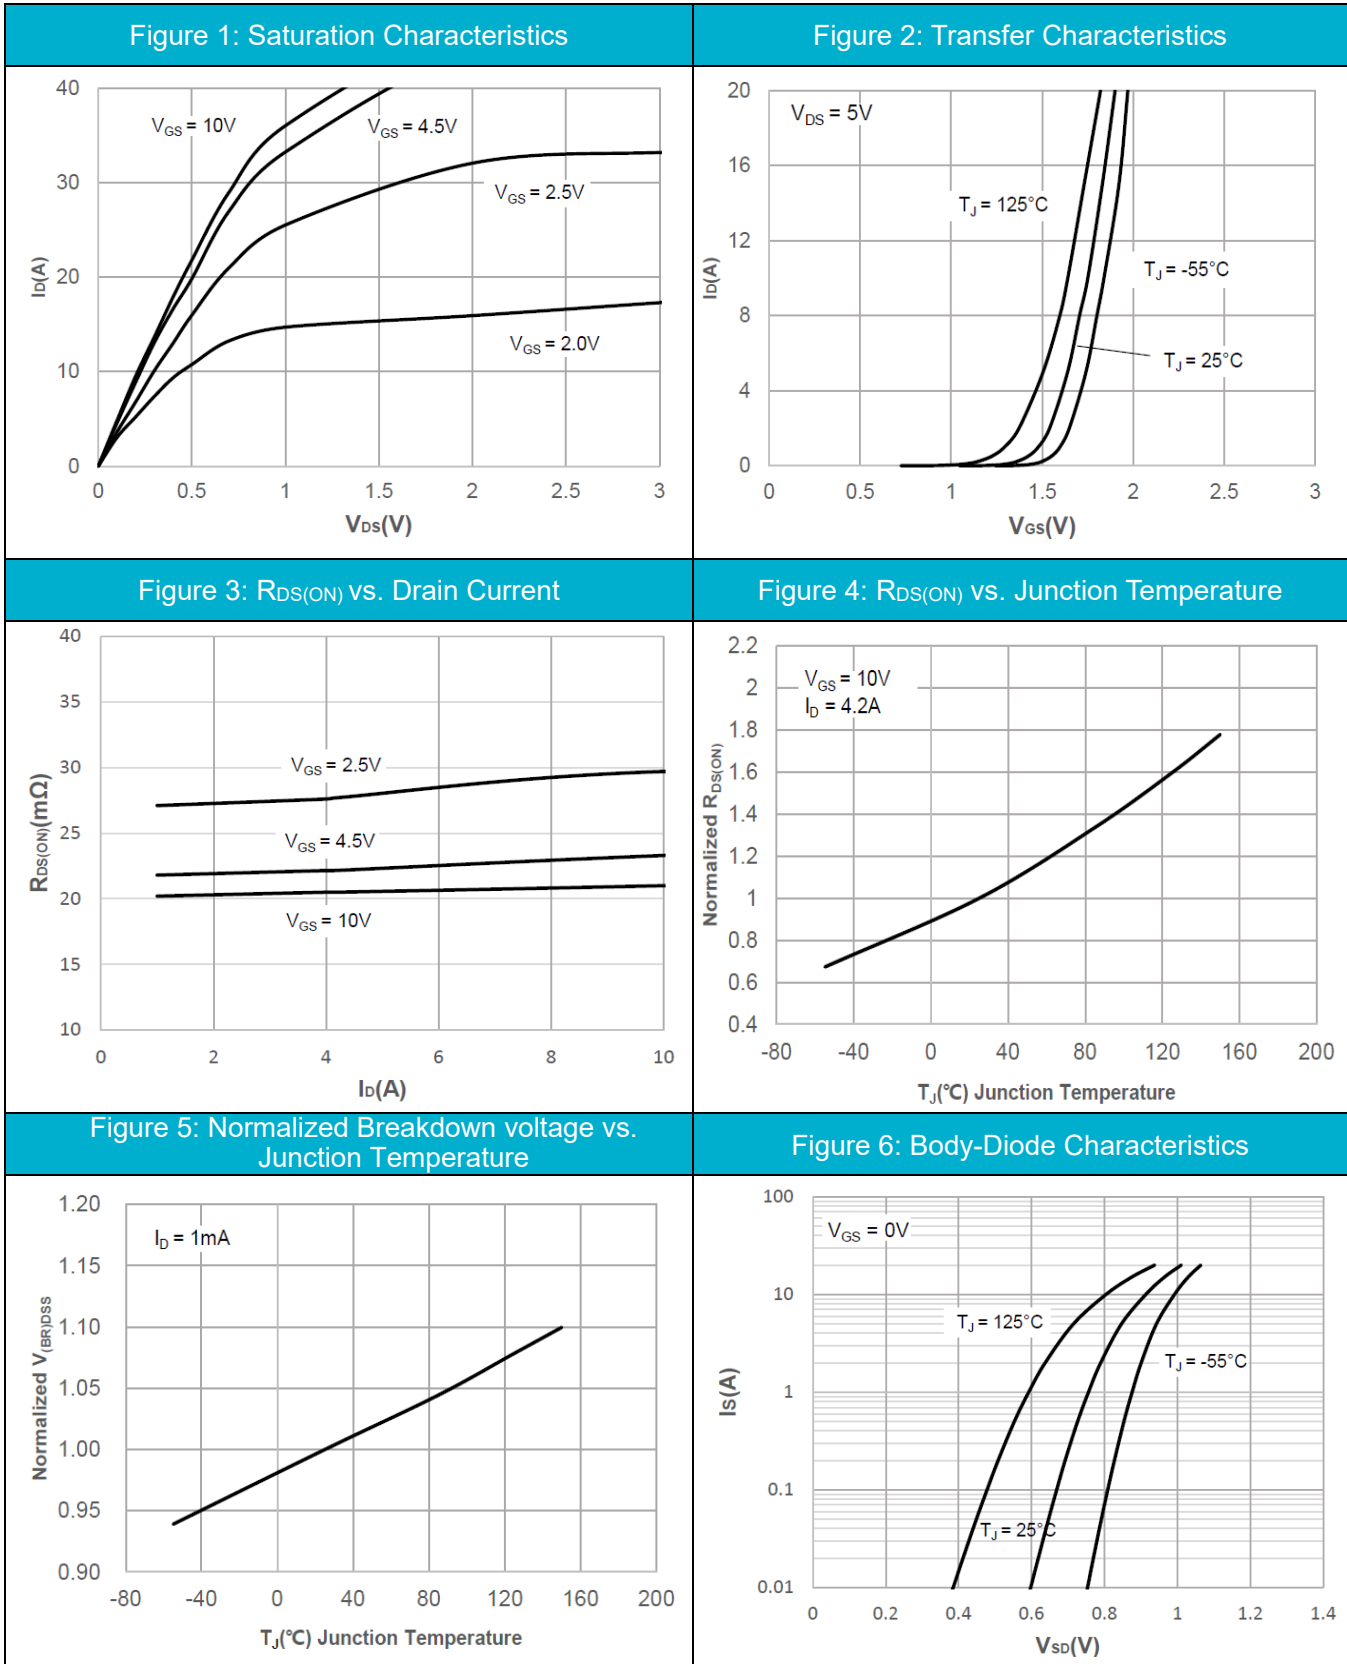 Figure 1: Saturation Characteristics
40
30
20
10
0
0 0.5 1 1.5 2 2.5 3
ID(A)
VDS(V)
VGS = 10V
VGS = 4.5V
VGS = 2.5V
VGS = 2.0V
Figure 2: Transfer Characteristics
20
16
12
8
4
0
0 0.5 1 1.5 2 2.5 3
ID(A)
VGS(V)
VDS = 5V
TJ = 125°C
TJ = -55°C
TJ = 25°C
Figure 3: RDS(ON) vs. Drain Current
40
35
30
25
20
15
10
0 2 4 6 8 10
RDS(ON)(mΩ)
ID(A)
VGS = 2.5V
VGS = 4.5V
VGS = 10V
Figure 4: RDS(ON) vs. Junction Temperature
2.2
2
1.8
1.6
1.4
1.2
1
0.8
0.6
0.4
-80 -40 0 40 80 120 160 200
Normalized RDS(ON)
TJ(℃) Junction Temperature
VGS = 10V
ID = 4.2A
Figure 5: Normalized Breakdown voltage vs.
Junction Temperature
1.20
1.15
1.10
1.05
1.00
0.95
0.90
-80 -40 0 40 80 120 160 200
Normalized V(BR)DSS
TJ(℃) Junction Temperature
ID = 1mA
Figure 6: Body-Diode Characteristics
100
10
1
0.1
0.01
0 0.2 0.4 0.6 0.8 1 1.2 1.4
IS(A)
VSD(V)
VGS = 0V
TJ = 125°C
TJ = -55°C
TJ = 25°C